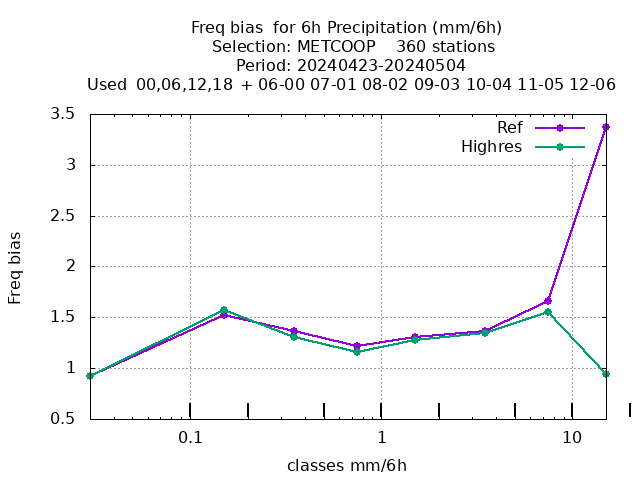 Freq bias  for 6h Precipitation (mm/6h)
Selection: METCOOP    360 stations
Period: 20240423-20240504
Used  00,06,12,18 + 06-00 07-01 08-02 09-03 10-04 11-05 12-06
Ref
Highres
3.5
3
2.5
2
1.5
1
0.5
Freq bias
0.1
1
10
classes mm/6h